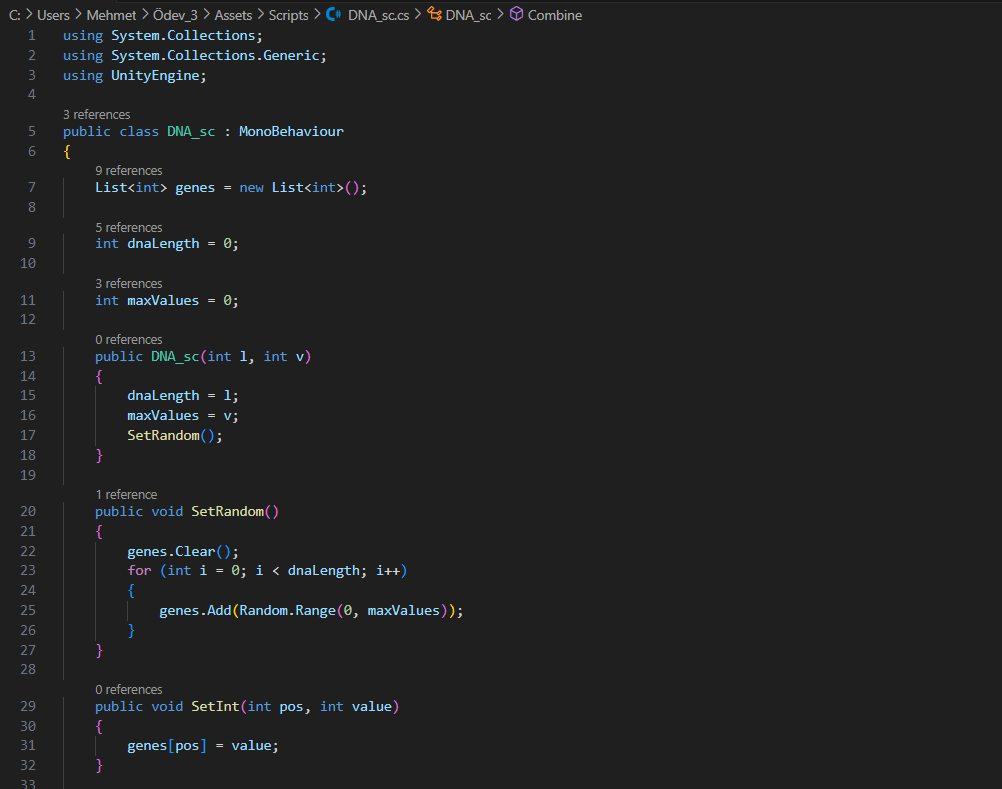 C: > Users > Mehmet > Ödev_3 > Assets > Scripts > DNA_sc.cs > DNA_sc > Combine
1 using System.Collections;
2 using System.Collections.Generic;
3 using UnityEngine;
4
3 references
5 public class DNA_sc : MonoBehaviour
6 {
9 references
7 List<int> genes = new List<int>();
8
5 references
9 int dnaLength = 0;
10
3 references
11 int maxValues = 0;
12
0 references
13 public DNA_sc(int l, int v)
14 {
15 dnaLength = l;
16 maxValues = v;
17 SetRandom();
18 }
19
1 reference
20 public void SetRandom()
21 {
22 genes.Clear();
23 for (int i = 0; i < dnaLength; i++)
24 {
25 genes.Add(Random.Range(0, maxValues));
26 }
27 }
28
0 references
29 public void SetInt(int pos, int value)
30 {
31 genes[pos] = value;
32 }
33